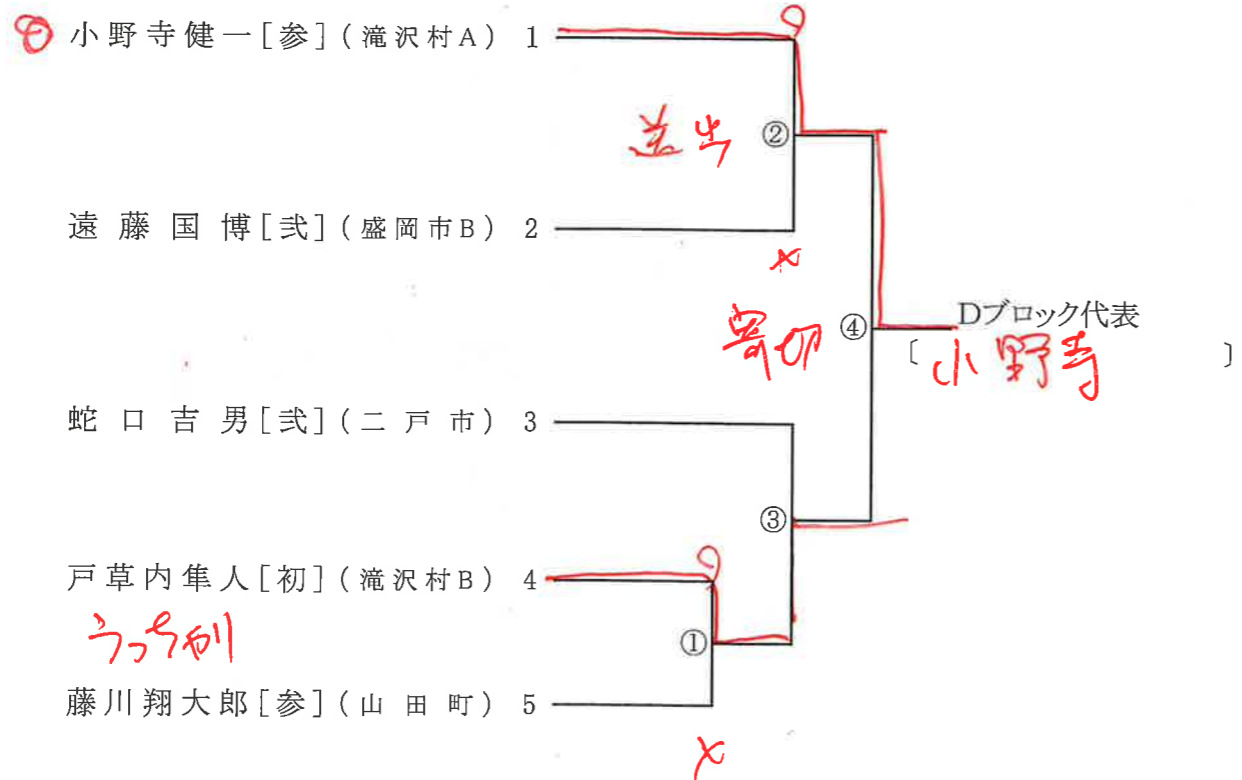 小野寺健一[参](滝沢村A) 1
送出 ②
遠藤国博[弐](盛岡市B) 2
×
寄切 ④ Dブロック代表
〔 小野寺 〕
蛇口吉男[弐](二戸市) 3
③
戸草内隼人[初](滝沢村B) 4
うっちゃり ①
藤川翔大郎[参](山田町) 5
×